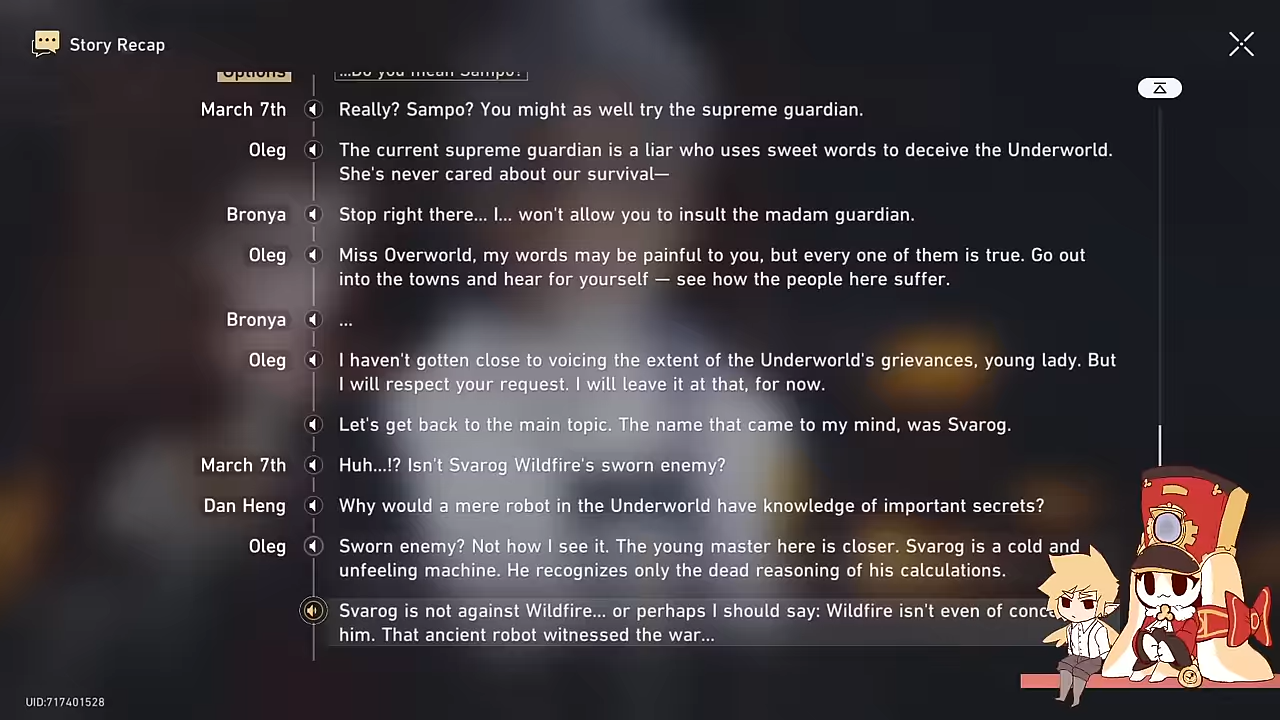 Story Recap
Options
...Do you mean Sampo?
March 7th
Really? Sampo? You might as well try the supreme guardian.
Oleg
The current supreme guardian is a liar who uses sweet words to deceive the Underworld.
She's never cared about our survival—
Bronya
Stop right there... I... won't allow you to insult the madam guardian.
Oleg
Miss Overworld, my words may be painful to you, but every one of them is true. Go out
into the towns and hear for yourself — see how the people here suffer.
Bronya
...
Oleg
I haven't gotten close to voicing the extent of the Underworld's grievances, young lady. But
I will respect your request. I will leave it at that, for now.
Let's get back to the main topic. The name that came to my mind, was Svarog.
March 7th
Huh...!? Isn't Svarog Wildfire's sworn enemy?
Dan Heng
Why would a mere robot in the Underworld have knowledge of important secrets?
Oleg
Sworn enemy? Not how I see it. The young master here is closer. Svarog is a cold and
unfeeling machine. He recognizes only the dead reasoning of his calculations.
Svarog is not against Wildfire... or perhaps I should say: Wildfire isn't even of
him. That ancient robot witnessed the war...
UID:717401528